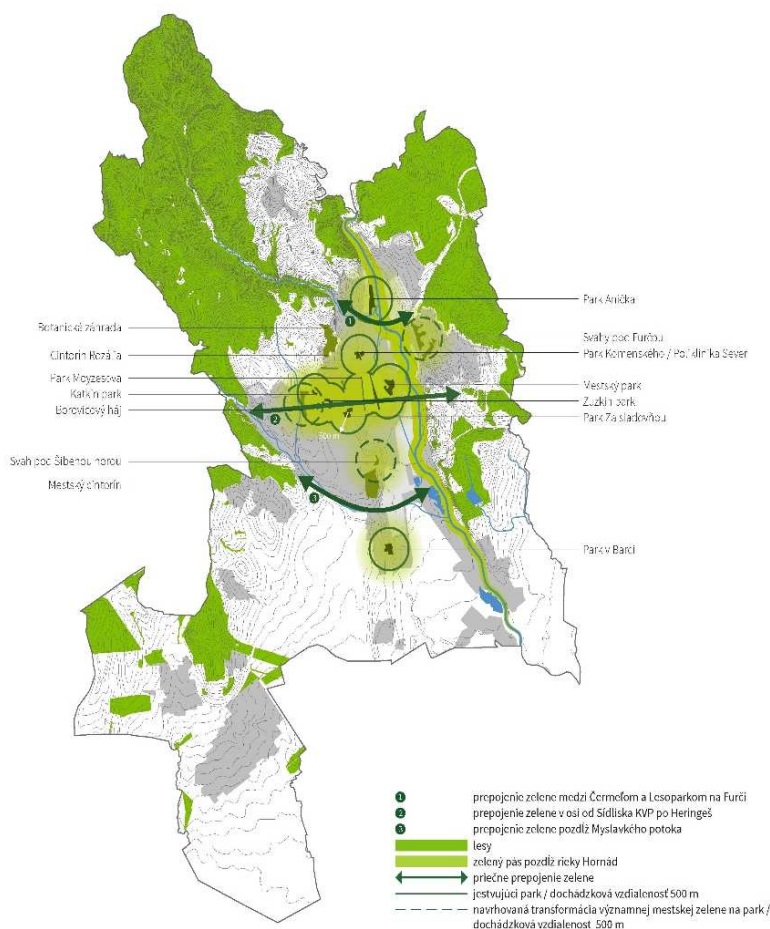 Park Anička
Botanická záhrada
Svahy pod Furčou
Cintorín Rozália
Park Komenského / Poliklinika Sever
Park Moyzesova
Mestský park
Katkin park
Zuzkin park
Borovicový háj
Park Za sladovňou
500 m
Svah pod Šibenou horou
Mestský cintorín
Park v Barci
1
2
3
1 prepojenie zelene medzi Čermeľom a Lesoparkom na Furči
2 prepojenie zelene v osi od Sídliska KVP po Heringeš
3 prepojenie zelene pozdĺž Myslavkého potoka
lesy
zelený pás pozdĺž rieky Hornád
priečne prepojenie zelene
jestvujúci park / dochádzková vzdialenosť 500 m
navrhovaná transformácia významnej mestskej zelene na park /
dochádzková vzdialenosť 500 m